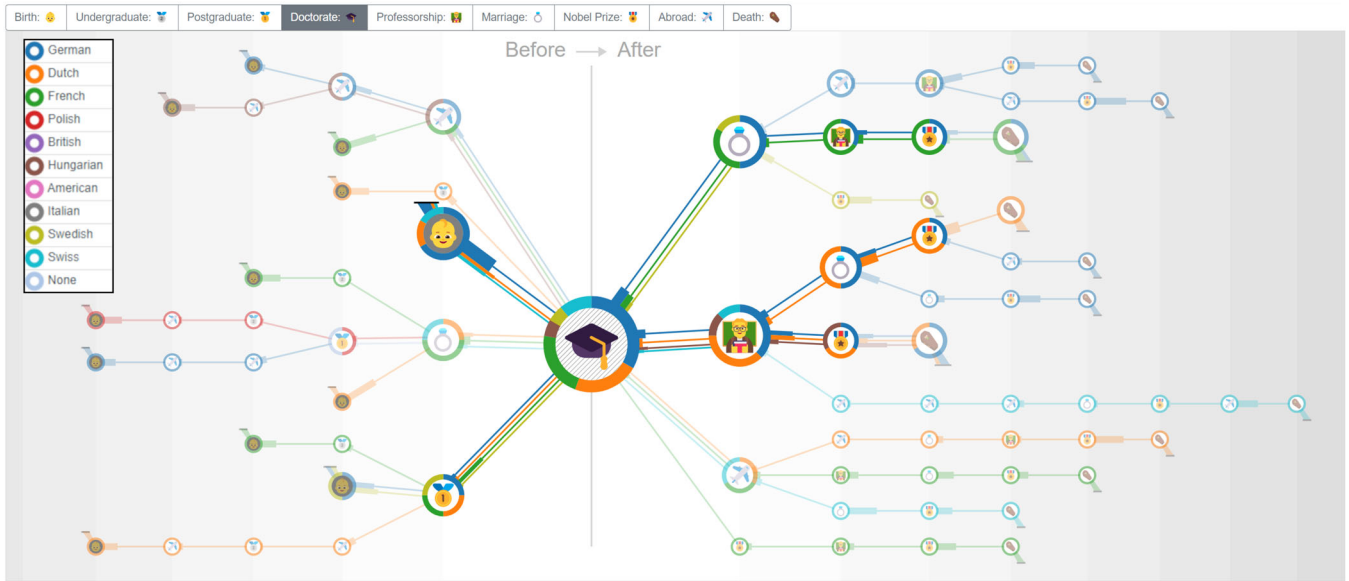 Birth: Undergraduate: Postgraduate: Doctorate: Professorship: Marriage: Nobel Prize: Abroad: Death:
Before → After
German
Dutch
French
Polish
British
Hungarian
American
Italian
Swedish
Swiss
None